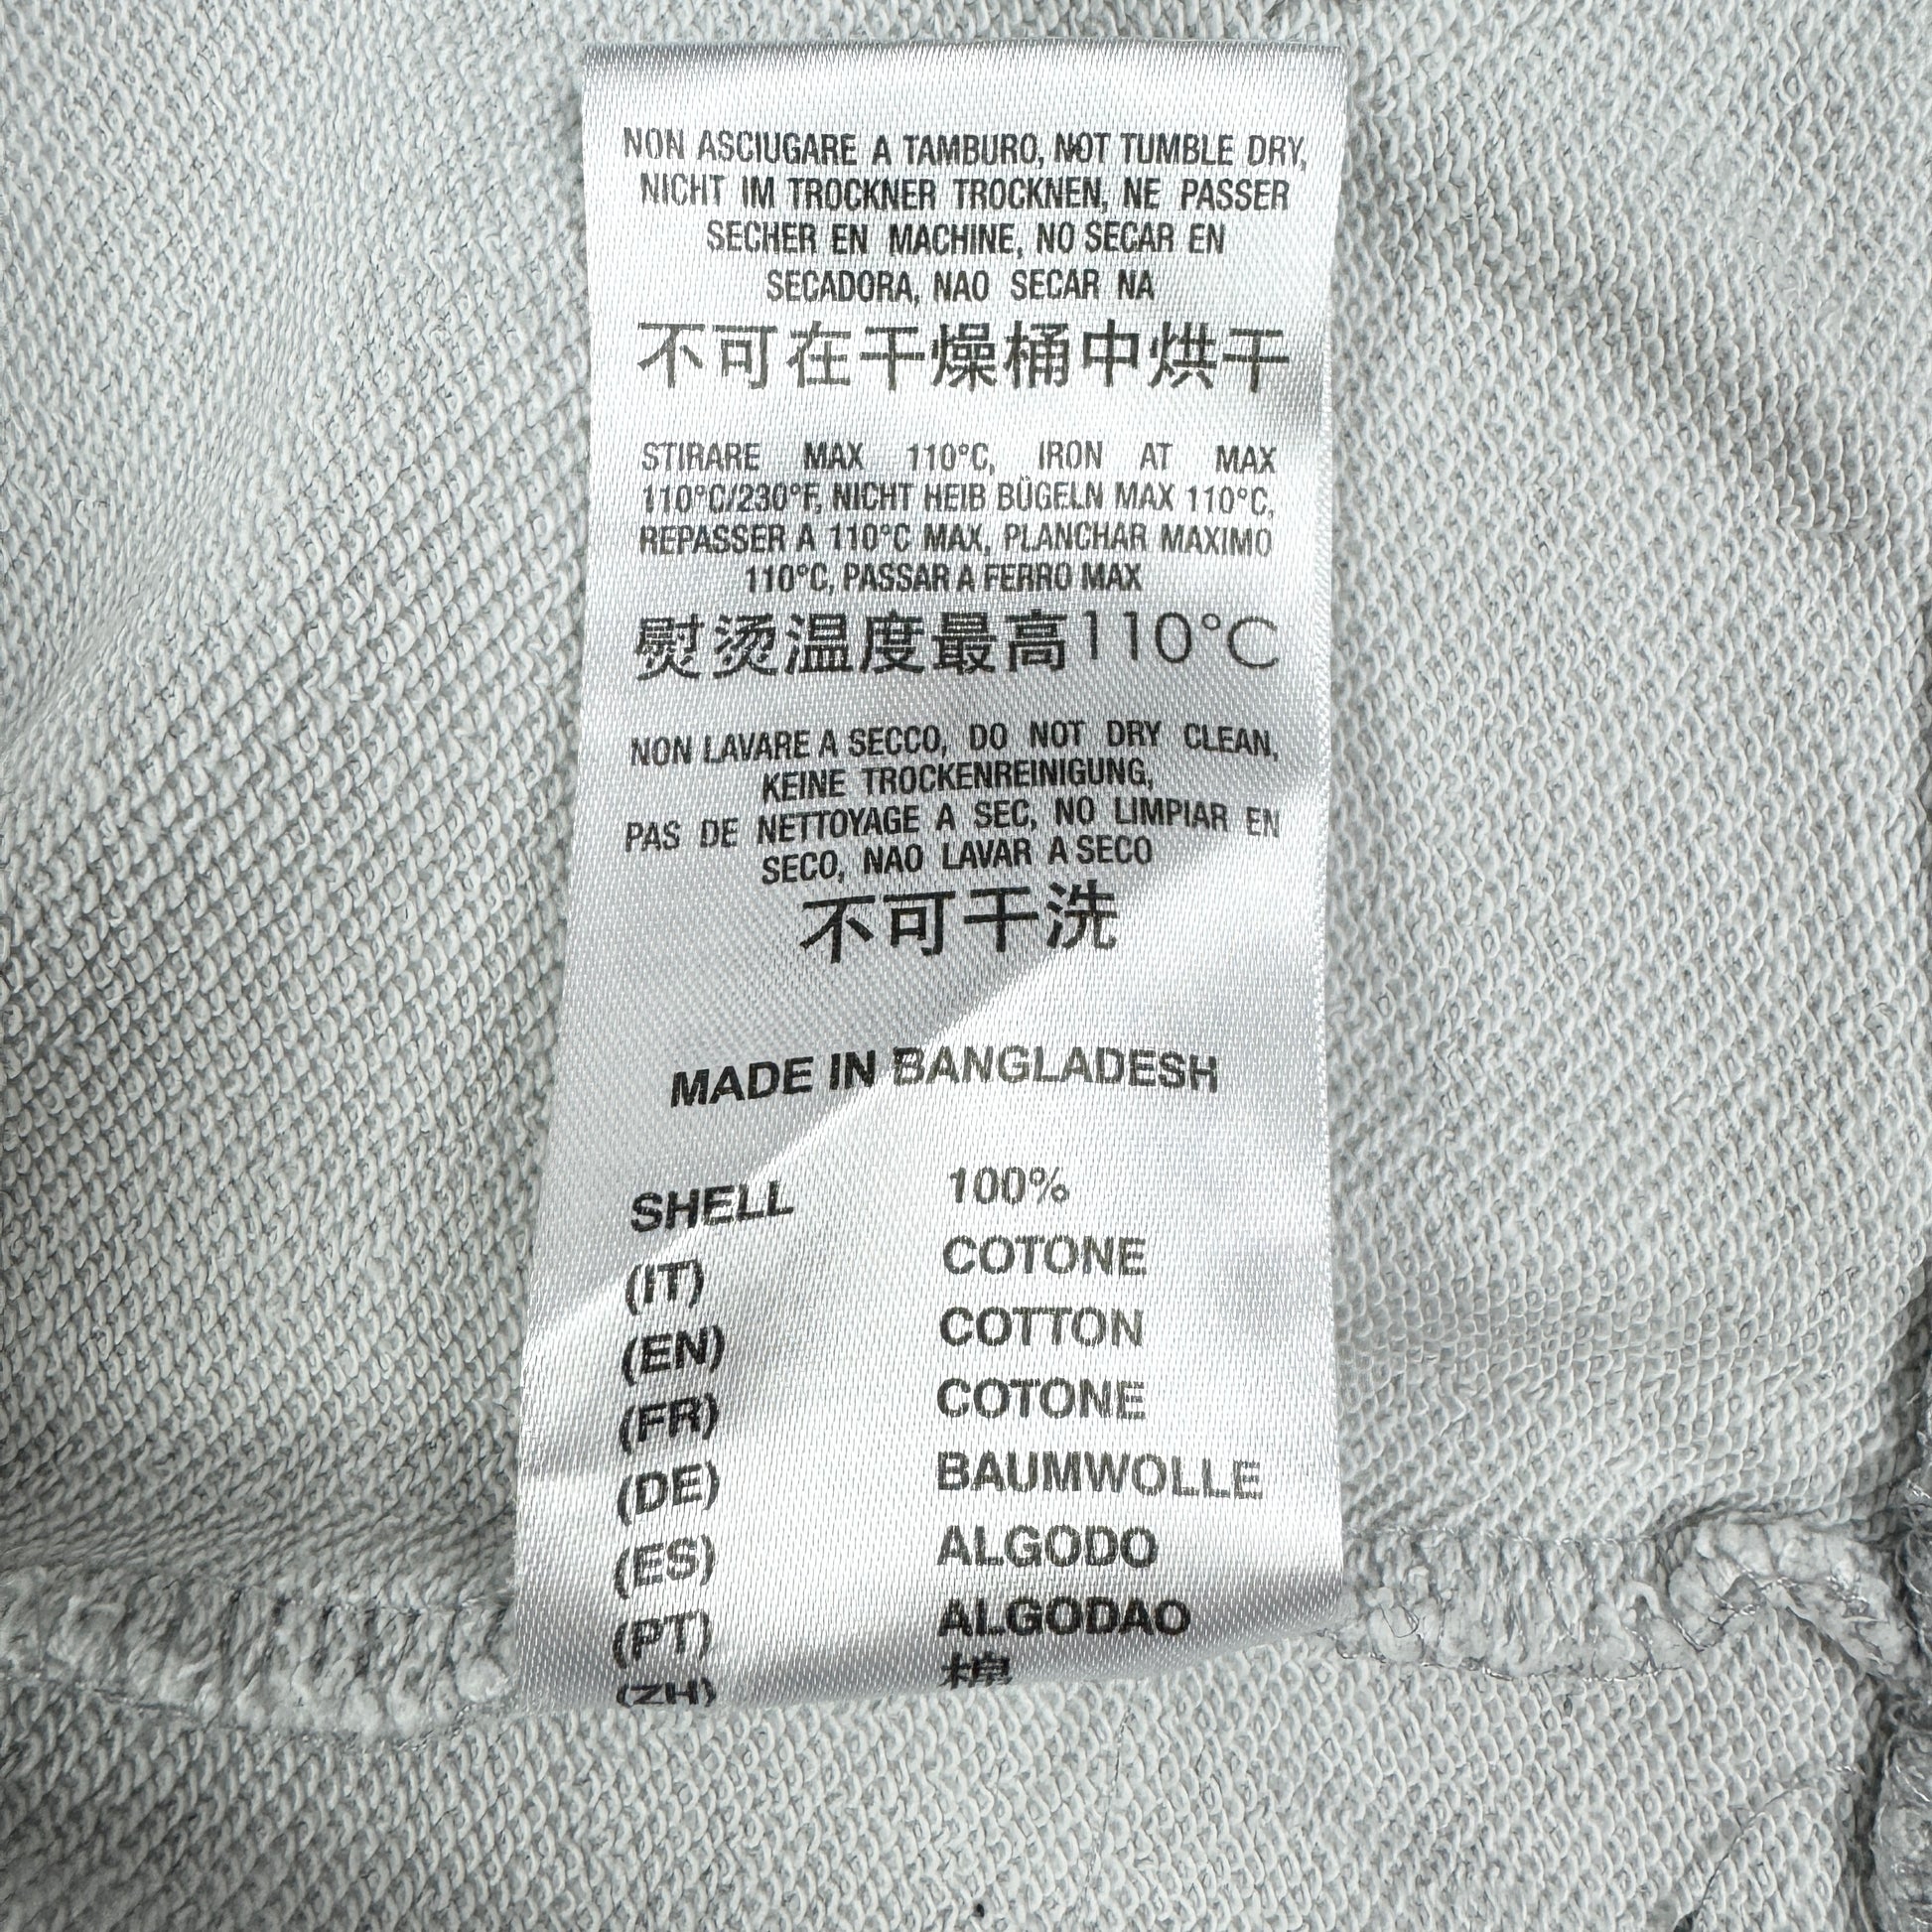 NON ASCIUGARE A TAMBURO, NOT TUMBLE DRY,
NICHT IM TROCKNER TROCKNEN, NE PASSER
SECHER EN MACHINE, NO SECAR EN
SECADORA, NAO SECAR NA
不可在干燥桶中烘干
STIRARE MAX 110°C, IRON AT MAX
110°C/230°F, NICHT HEIB BÜGELN MAX 110°C,
REPASSER A 110°C MAX, PLANCHAR MAXIMO
110°C, PASSAR A FERRO MAX
熨烫温度最高110°C
NON LAVARE A SECCO, DO NOT DRY CLEAN,
KEINE TROCKENREINIGUNG,
PAS DE NETTOYAGE A SEC, NO LIMPIAR EN
SECO, NAO LAVAR A SECO
不可干洗
MADE IN BANGLADESH
SHELL 100%
(IT) COTONE
(EN) COTTON
(FR) COTONE
(DE) BAUMWOLLE
(ES) ALGODO
(PT) ALGODAO
(ZH) 棉